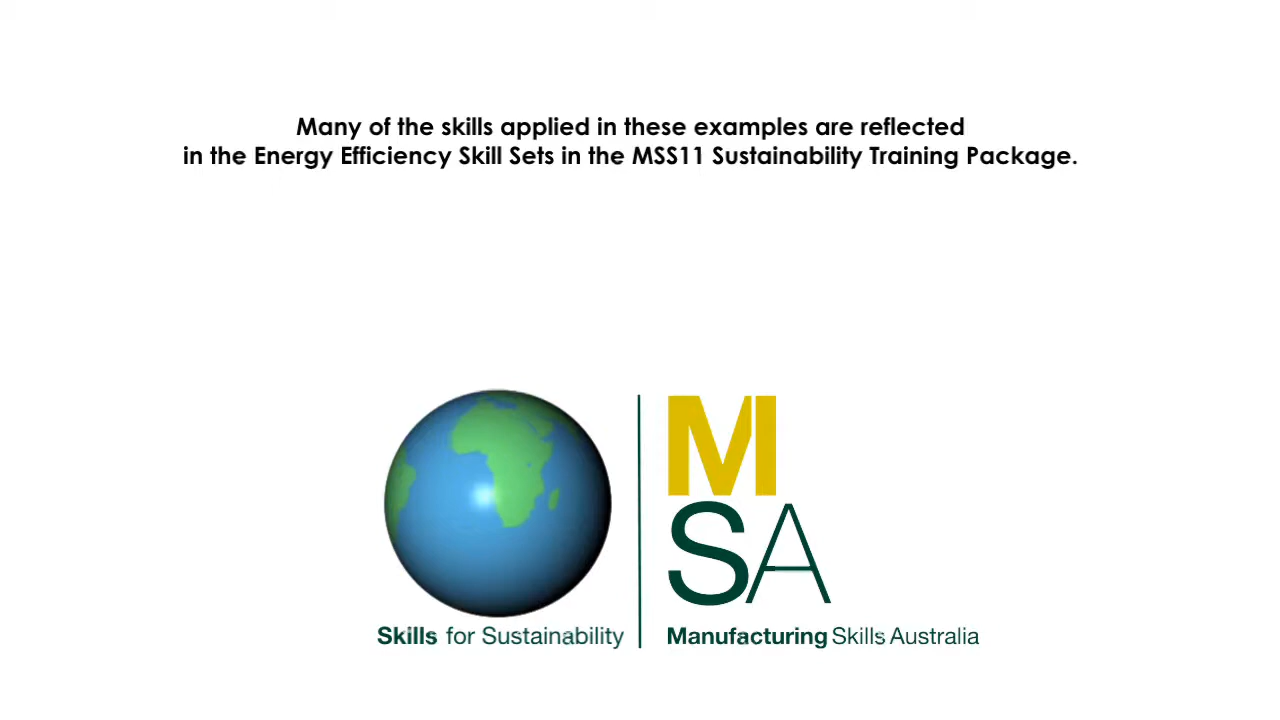 Many of the skills applied in these examples are reflected
in the Energy Efficiency Skill Sets in the MSS11 Sustainability Training Package.
M
SA
Skills for Sustainability
Manufacturing Skills Australia